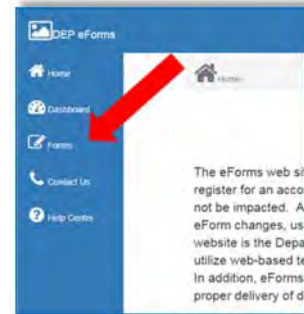 DEP eForms
Home
Dashboard
Forms
Contact Us
Help Centre
Home
The eForms web si
register for an acco
not be impacted. A
eForm changes, us
website is the Depa
utilize web-based te
In addition, eForms
proper delivery of d